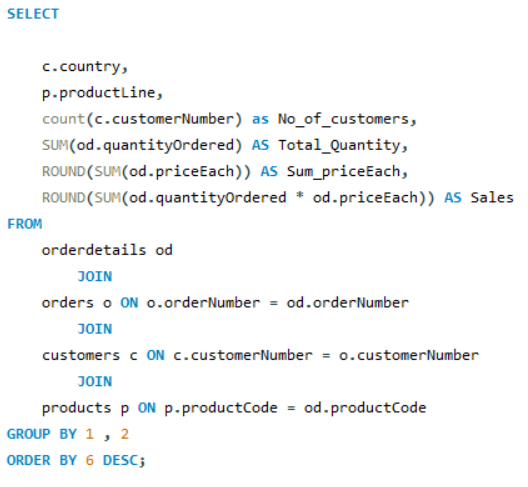 SELECT
c.country,
p.productLine,
count(c.customerNumber) as No_of_customers,
SUM(od.quantityOrdered) AS Total_Quantity,
ROUND(SUM(od.priceEach)) AS Sum_priceEach,
ROUND(SUM(od.quantityOrdered * od.priceEach)) AS Sales
FROM
orderdetails od
JOIN
orders o ON o.orderNumber = od.orderNumber
JOIN
customers c ON c.customerNumber = o.customerNumber
JOIN
products p ON p.productCode = od.productCode
GROUP BY 1 , 2
ORDER BY 6 DESC;